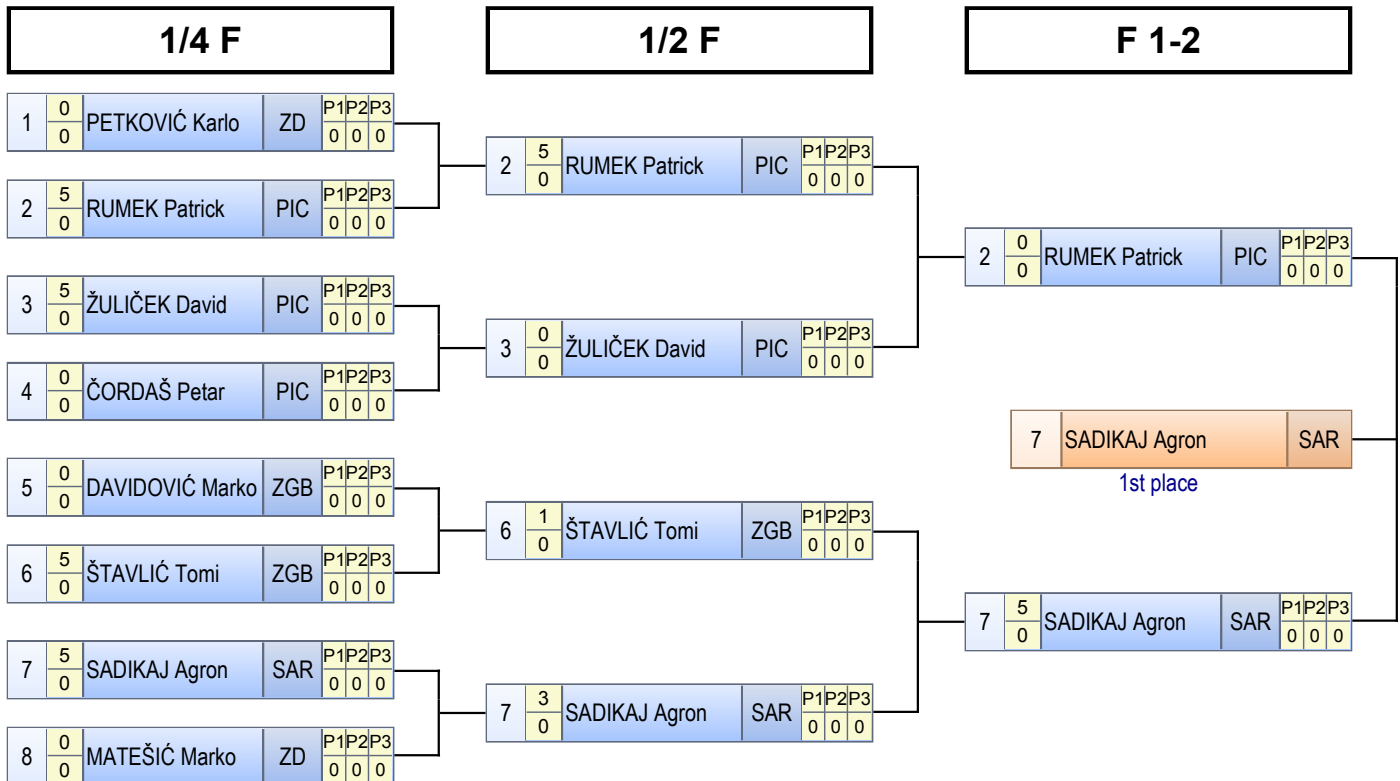 1/4 F
1/2 F
F 1-2
1 0 PETKOVIĆ Karlo ZD P1 P2 P3
0 0 0 0
2 5 RUMEK Patrick PIC P1 P2 P3
0 0 0 0
3 5 ŽULIČEK David PIC P1 P2 P3
0 0 0 0
4 0 ČORDAŠ Petar PIC P1 P2 P3
0 0 0 0
5 0 DAVIDOVIĆ Marko ZGB P1 P2 P3
0 0 0 0
6 5 ŠTAVLIĆ Tomi ZGB P1 P2 P3
0 0 0 0
7 5 SADIKAJ Agron SAR P1 P2 P3
0 0 0 0
8 0 MATEŠIĆ Marko ZD P1 P2 P3
0 0 0 0
2 5 RUMEK Patrick PIC P1 P2 P3
0 0 0 0
3 0 ŽULIČEK David PIC P1 P2 P3
0 0 0 0
6 1 ŠTAVLIĆ Tomi ZGB P1 P2 P3
0 0 0 0
7 3 SADIKAJ Agron SAR P1 P2 P3
0 0 0 0
2 0 RUMEK Patrick PIC P1 P2 P3
0 0 0 0
7 SADIKAJ Agron SAR
1st place
7 5 SADIKAJ Agron SAR P1 P2 P3
0 0 0 0